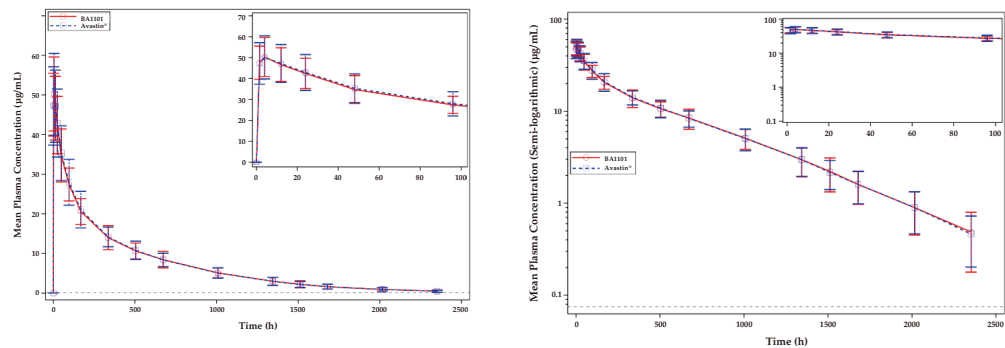 BA1101
Avastin®
Mean Plasma Concentration (µg/mL)
60
50
40
30
20
10
0
70
60
50
40
30
20
10
0
0 20 40 60 80 100
0 500 1000 1500 2000 2500
Time (h)
Mean Plasma Concentration (Semi-logarithmic) (µg/mL)
100
10
1
0.1
100
10
1
0.1
0 20 40 60 80 100
BA1101
Avastin®
0 500 1000 1500 2000 2500
Time (h)